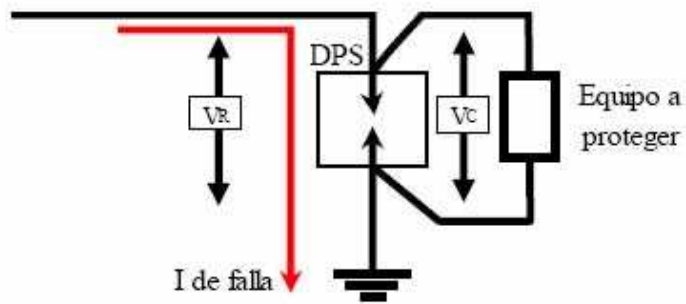 DPS
VR
VC
Equipo a
proteger
I de falla